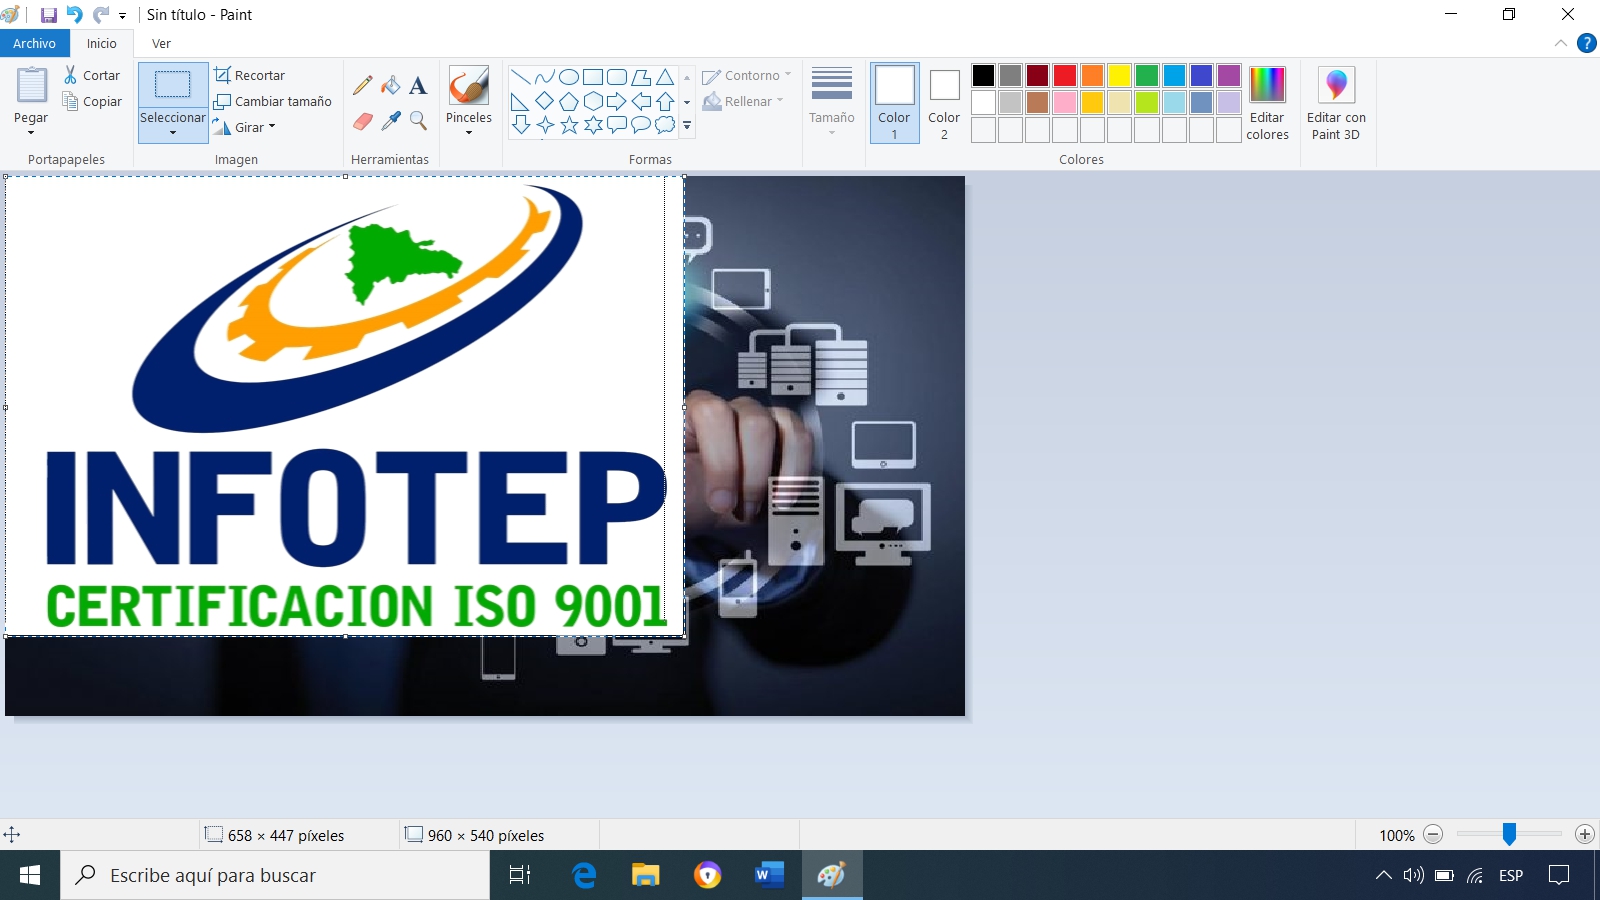 Sin título - Paint
Archivo Inicio Ver
Pegar
Cortar
Copiar
Portapapeles
Seleccionar
Recortar
Cambiar tamaño
Girar
Imagen
A
Herramientas
Pinceles
Contorno
Rellenar
Formas
Tamaño
Color
1
Color
2
Editar
colores
Colores
Editar con
Paint 3D
?
INFOTEP
CERTIFICACION ISO 9001
658 × 447 píxeles
960 × 540 píxeles
100%
Escribe aquí para buscar
W
ESP